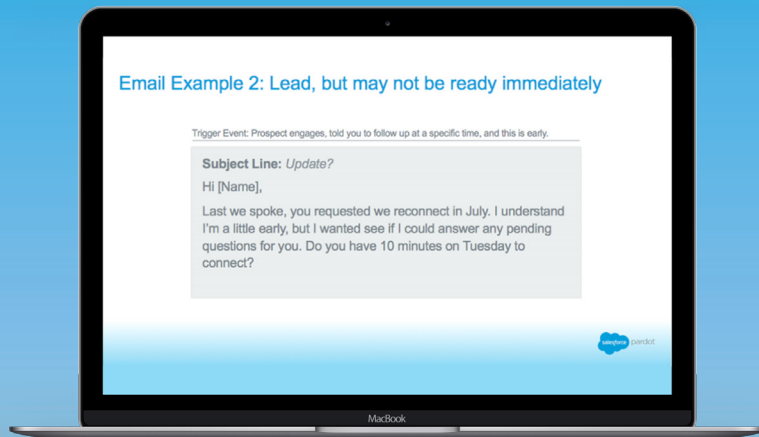 Email Example 2: Lead, but may not be ready immediately
Trigger Event: Prospect engages, told you to follow up at a specific time, and this is early.
Subject Line: Update?
Hi [Name],
Last we spoke, you requested we reconnect in July. I understand
I'm a little early, but I wanted see if I could answer any pending
questions for you. Do you have 10 minutes on Tuesday to
connect?
salesforce pardot
MacBook